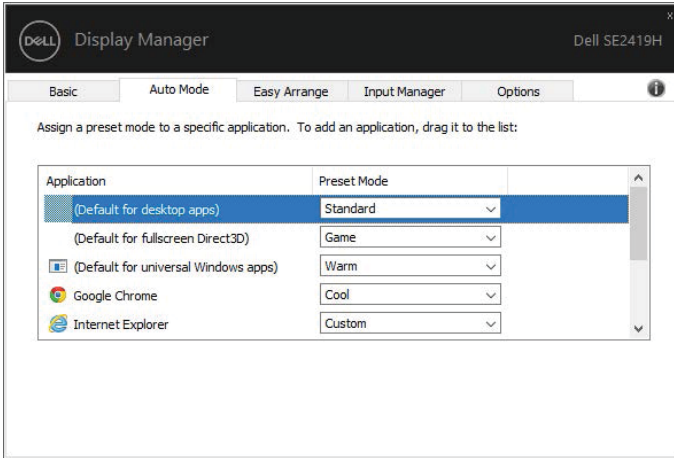 x
DELL Display Manager Dell SE2419H
Basic Auto Mode Easy Arrange Input Manager Options i
Assign a preset mode to a specific application. To add an application, drag it to the list:
Application Preset Mode
(Default for desktop apps) Standard
(Default for fullscreen Direct3D) Game
(Default for universal Windows apps) Warm
Google Chrome Cool
Internet Explorer Custom